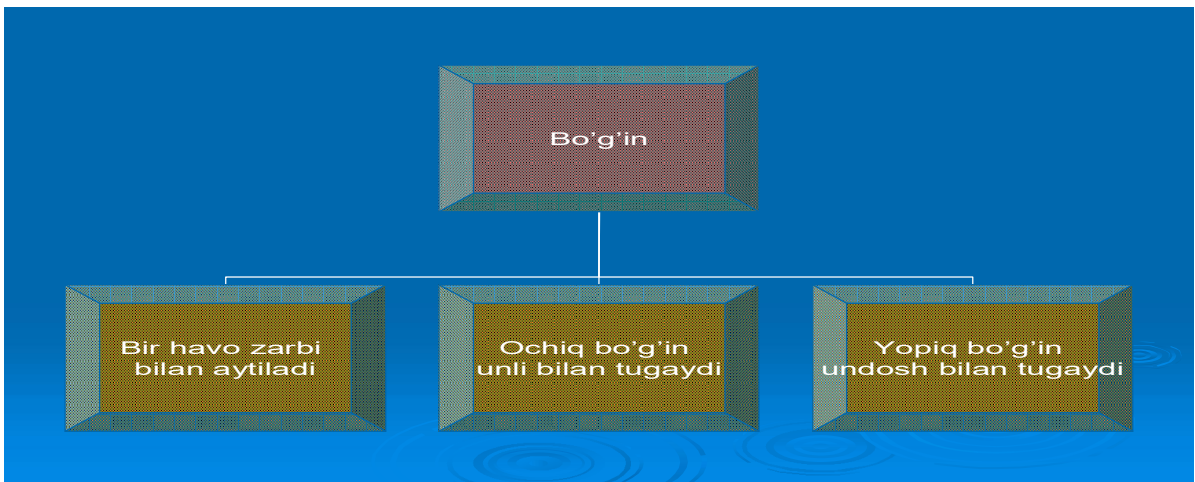 Bo’g’in
Bir havo zarbi
bilan aytiladi
Ochiq bo’g’in
unli bilan tugaydi
Yopiq bo’g’in
undosh bilan tugaydi